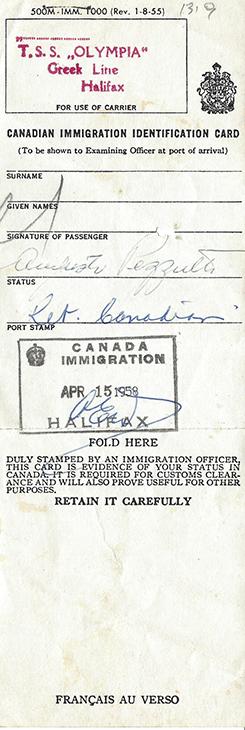 500M-IMM. 1000 (Rev. 1-8-55)
1319
T.S.S. „OLYMPIA“
Greek Line
Halifax
FOR USE OF CARRIER
CANADIAN IMMIGRATION IDENTIFICATION CARD
(To be shown to Examining Officer at port of arrival)
SURNAME
GIVEN NAMES
SIGNATURE OF PASSENGER
STATUS
Ret. Canadian
PORT STAMP
CANADA
IMMIGRATION
APR 15 1958
HALIFAX
FOLD HERE
DULY STAMPED BY AN IMMIGRATION OFFICER,
THIS CARD IS EVIDENCE OF YOUR STATUS IN
CANADA. IT IS REQUIRED FOR CUSTOMS CLEAR-
ANCE AND WILL ALSO PROVE USEFUL FOR OTHER
PURPOSES.
RETAIN IT CAREFULLY
FRANÇAIS AU VERSO